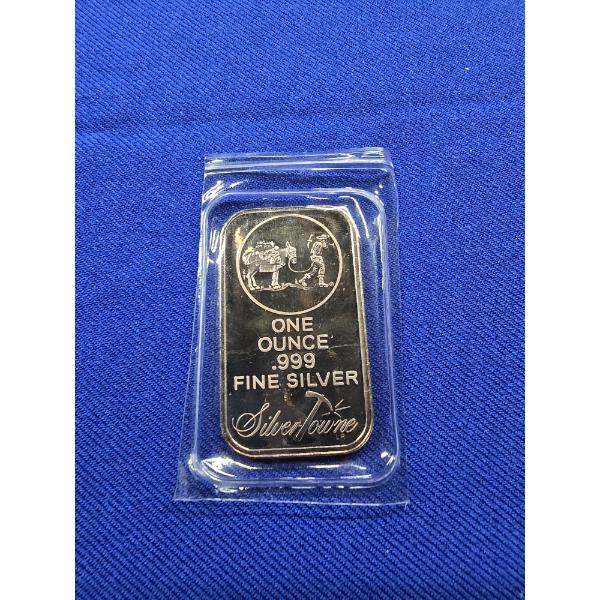 ONE
OUNCE
.999
FINE SILVER
SilverTowne